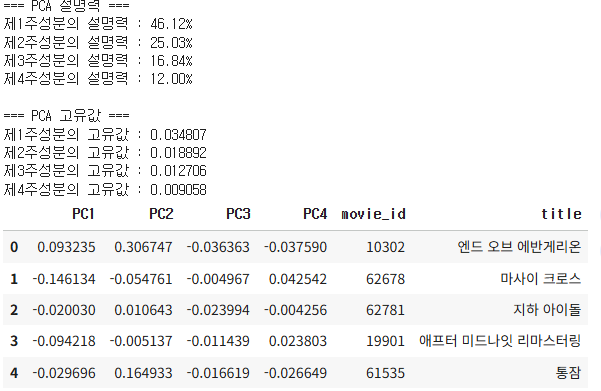 === PCA 설명력 ===
제1주성분의 설명력 : 46.12%
제2주성분의 설명력 : 25.03%
제3주성분의 설명력 : 16.84%
제4주성분의 설명력 : 12.00%
=== PCA 고유값 ===
제1주성분의 고유값 : 0.034807
제2주성분의 고유값 : 0.018892
제3주성분의 고유값 : 0.012706
제4주성분의 고유값 : 0.009058
PC1 PC2 PC3 PC4 movie_id title
0 0.093235 0.306747 -0.036363 -0.037590 10302 엔드 오브 에반게리온
1 -0.146134 -0.054761 -0.004967 0.042542 62678 마사이 크로스
2 -0.020030 0.010643 -0.023994 -0.004256 62781 지하 아이돌
3 -0.094218 -0.005137 -0.011439 0.023803 19901 애프터 미드나잇 리마스터링
4 -0.029696 0.164933 -0.016619 -0.026649 61535 통잠